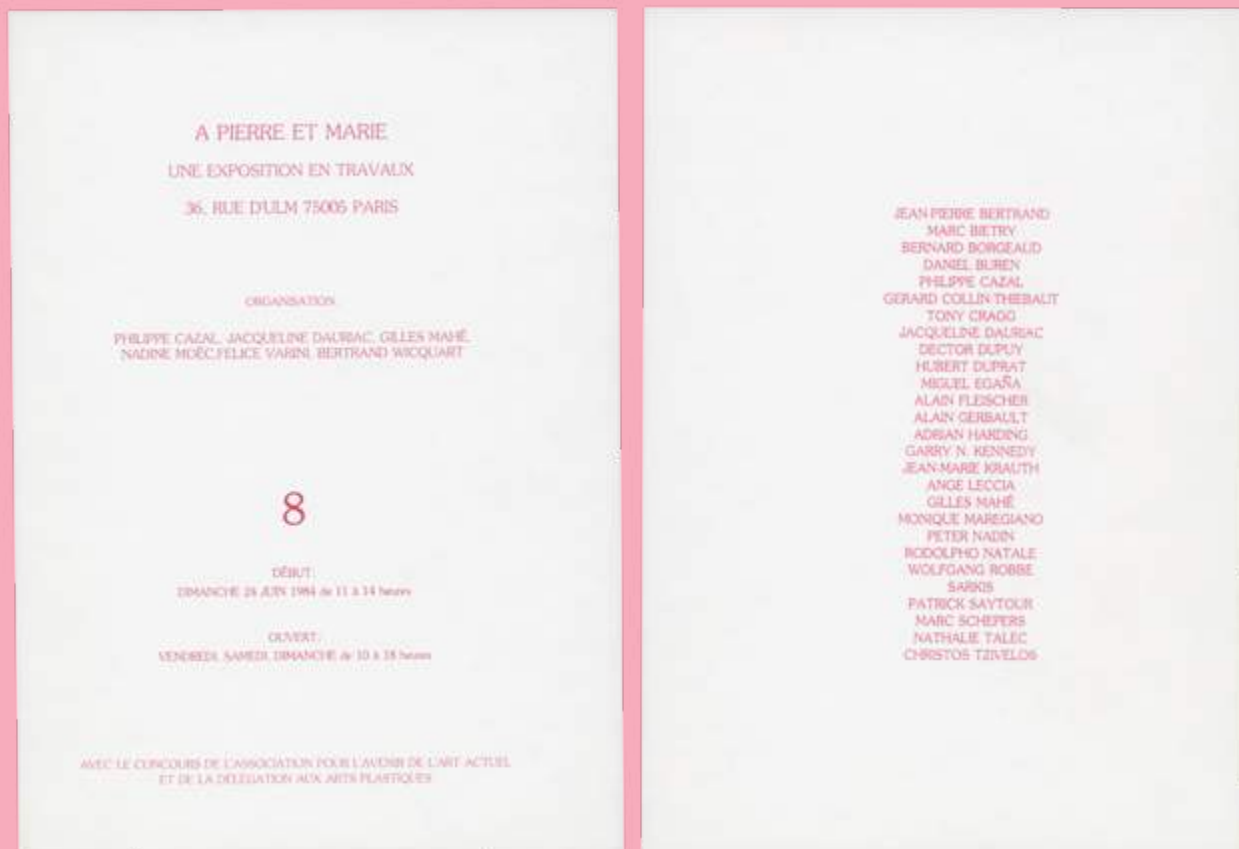 A PIERRE ET MARIE
UNE EXPOSITION EN TRAVAUX
36, RUE D'ULM 75005 PARIS
ORGANISATION
PHILIPPE CAZAL, JACQUELINE DAURIAC, GILLES MAHÉ,
NADINE MOËC,FELICE VARINI, BERTRAND WICQUART
8
DÉBUT:
DIMANCHE 24 JUIN 1984 de 11 à 14 heures
OUVERT:
VENDREDI, SAMEDI, DIMANCHE de 10 à 18 heures
AVEC LE CONCOURS DE L'ASSOCIATION POUR L'AVENIR DE L'ART ACTUEL
ET DE LA DELEGATION AUX ARTS PLASTIQUES
JEAN-PIERRE BERTRAND
MARC BIETRY
BERNARD BORGEAUD
DANIEL BUREN
PHILIPPE CAZAL
GERARD COLLIN-THIEBAUT
TONY CRAGG
JACQUELINE DAURIAC
DECTOR DUPUY
HUBERT DUPRAT
MIGUEL EGAÑA
ALAIN FLEISCHER
ALAIN GERBAULT
ADRIAN HARDING
GARRY N. KENNEDY
JEAN-MARIE KRAUTH
ANGE LECCIA
GILLES MAHÉ
MONIQUE MAREGIANO
PETER NADIN
RODOLPHO NATALE
WOLFGANG ROBBE
SARKIS
PATRICK SAYTOUR
MARC SCHEPERS
NATHALIE TALEC
CHRISTOS TZIVELOS